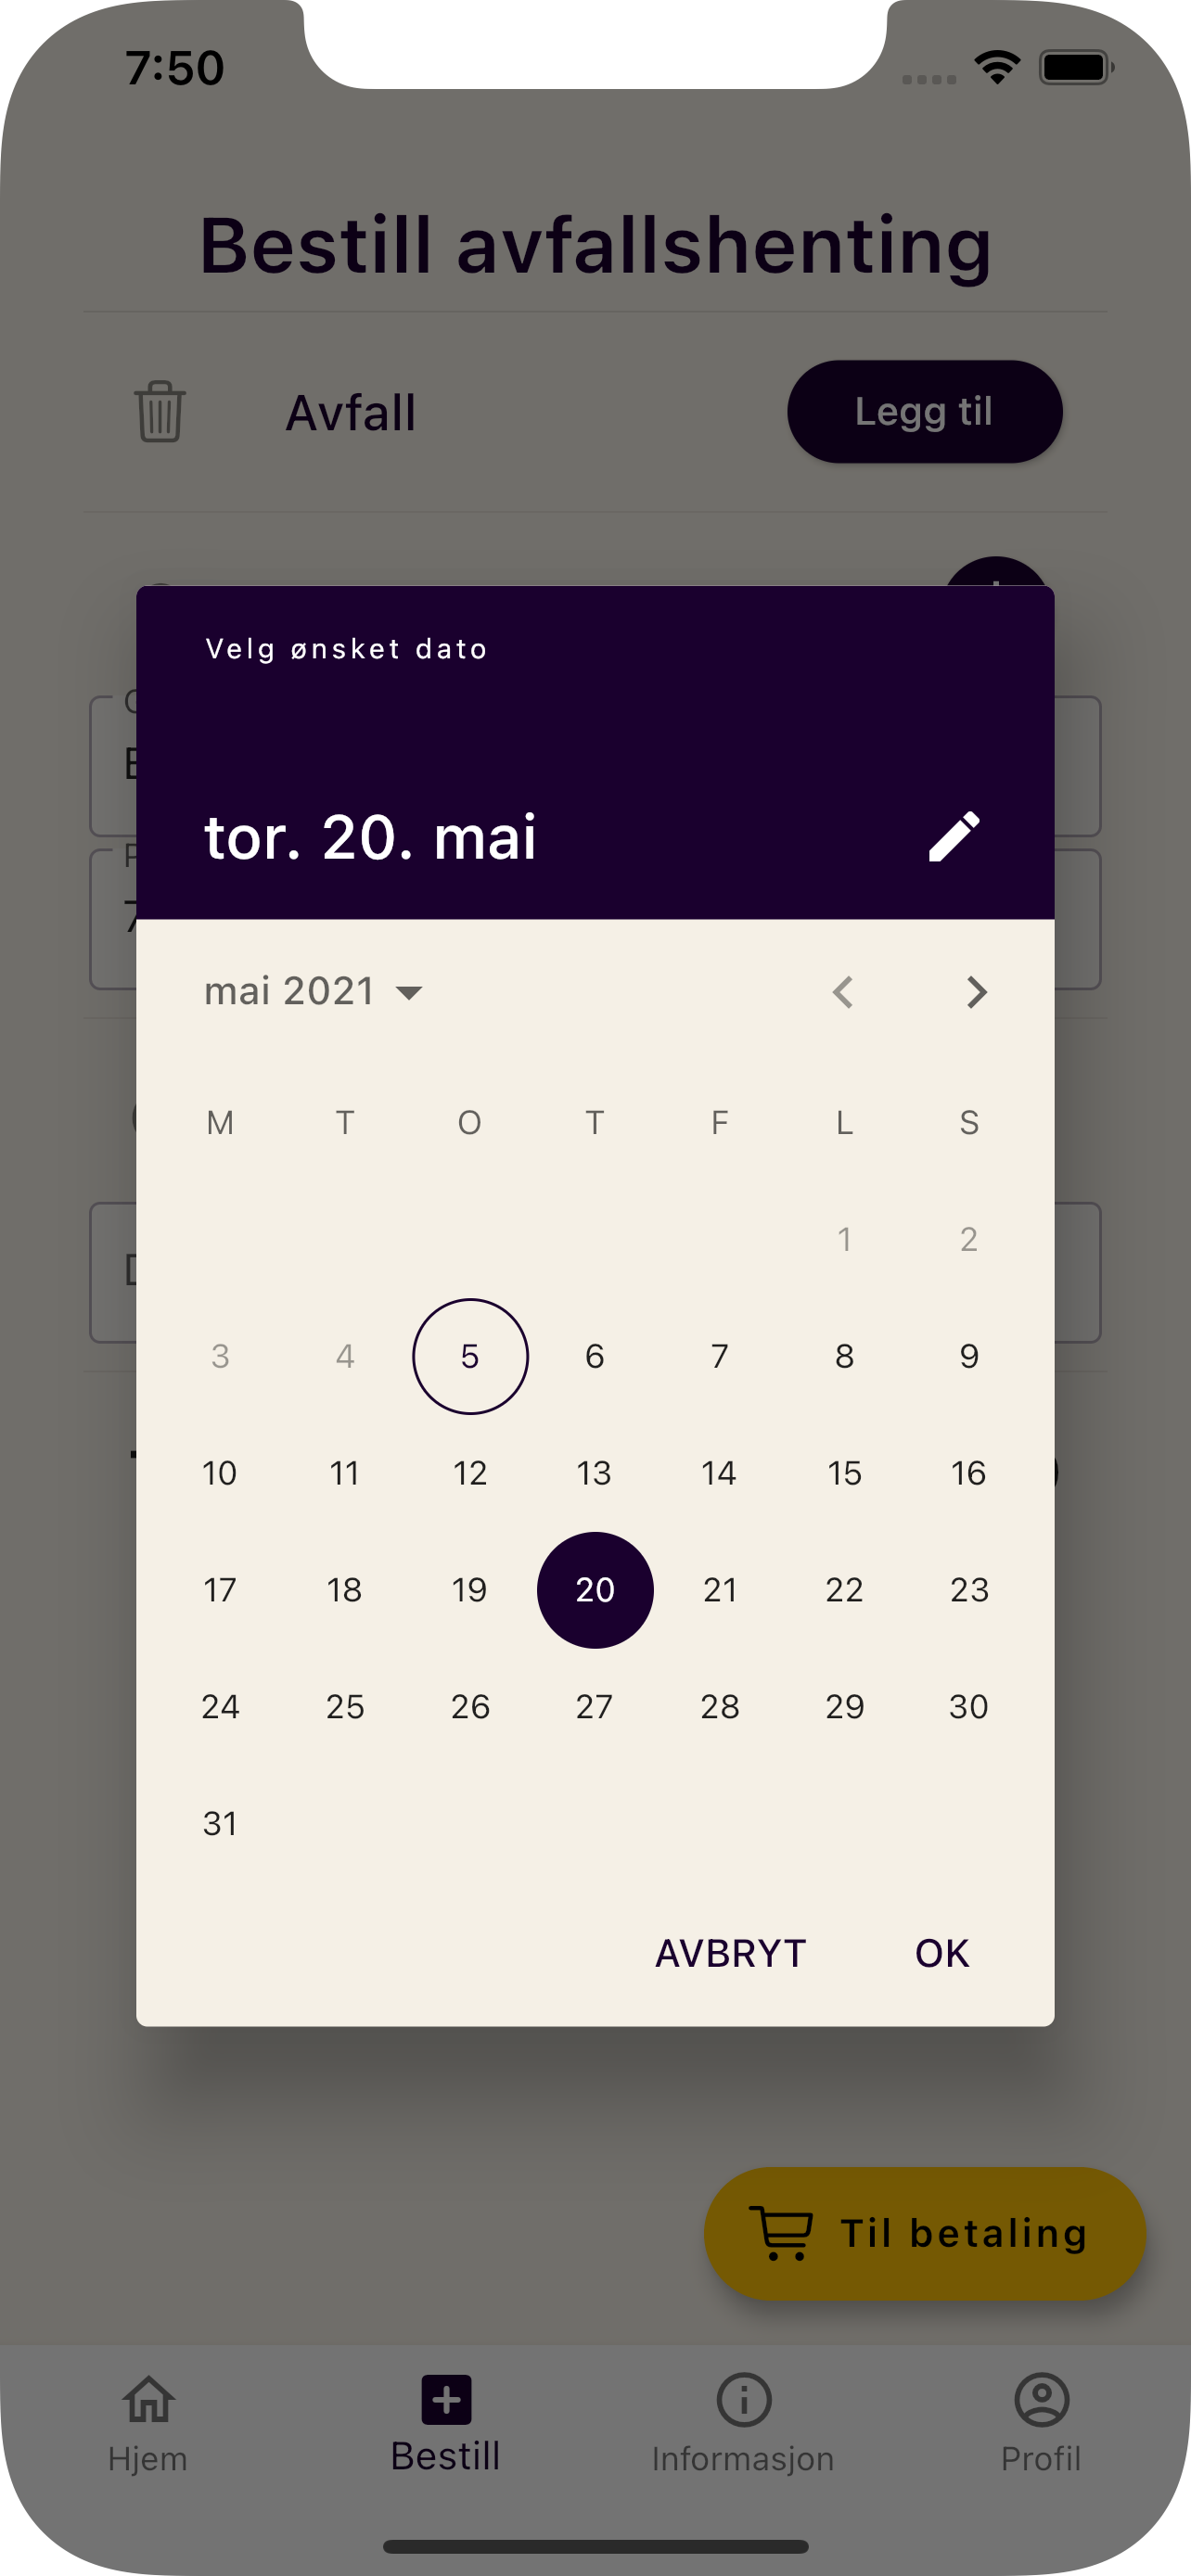 7:50
Bestill avfallshenting
Avfall
Legg til
Velg ønsket dato
tor. 20. mai
mai 2021
M T O T F L S
1 2
3 4 5 6 7 8 9
10 11 12 13 14 15 16
17 18 19 20 21 22 23
24 25 26 27 28 29 30
31
AVBRYT OK
Til betaling
Hjem Bestill Informasjon Profil